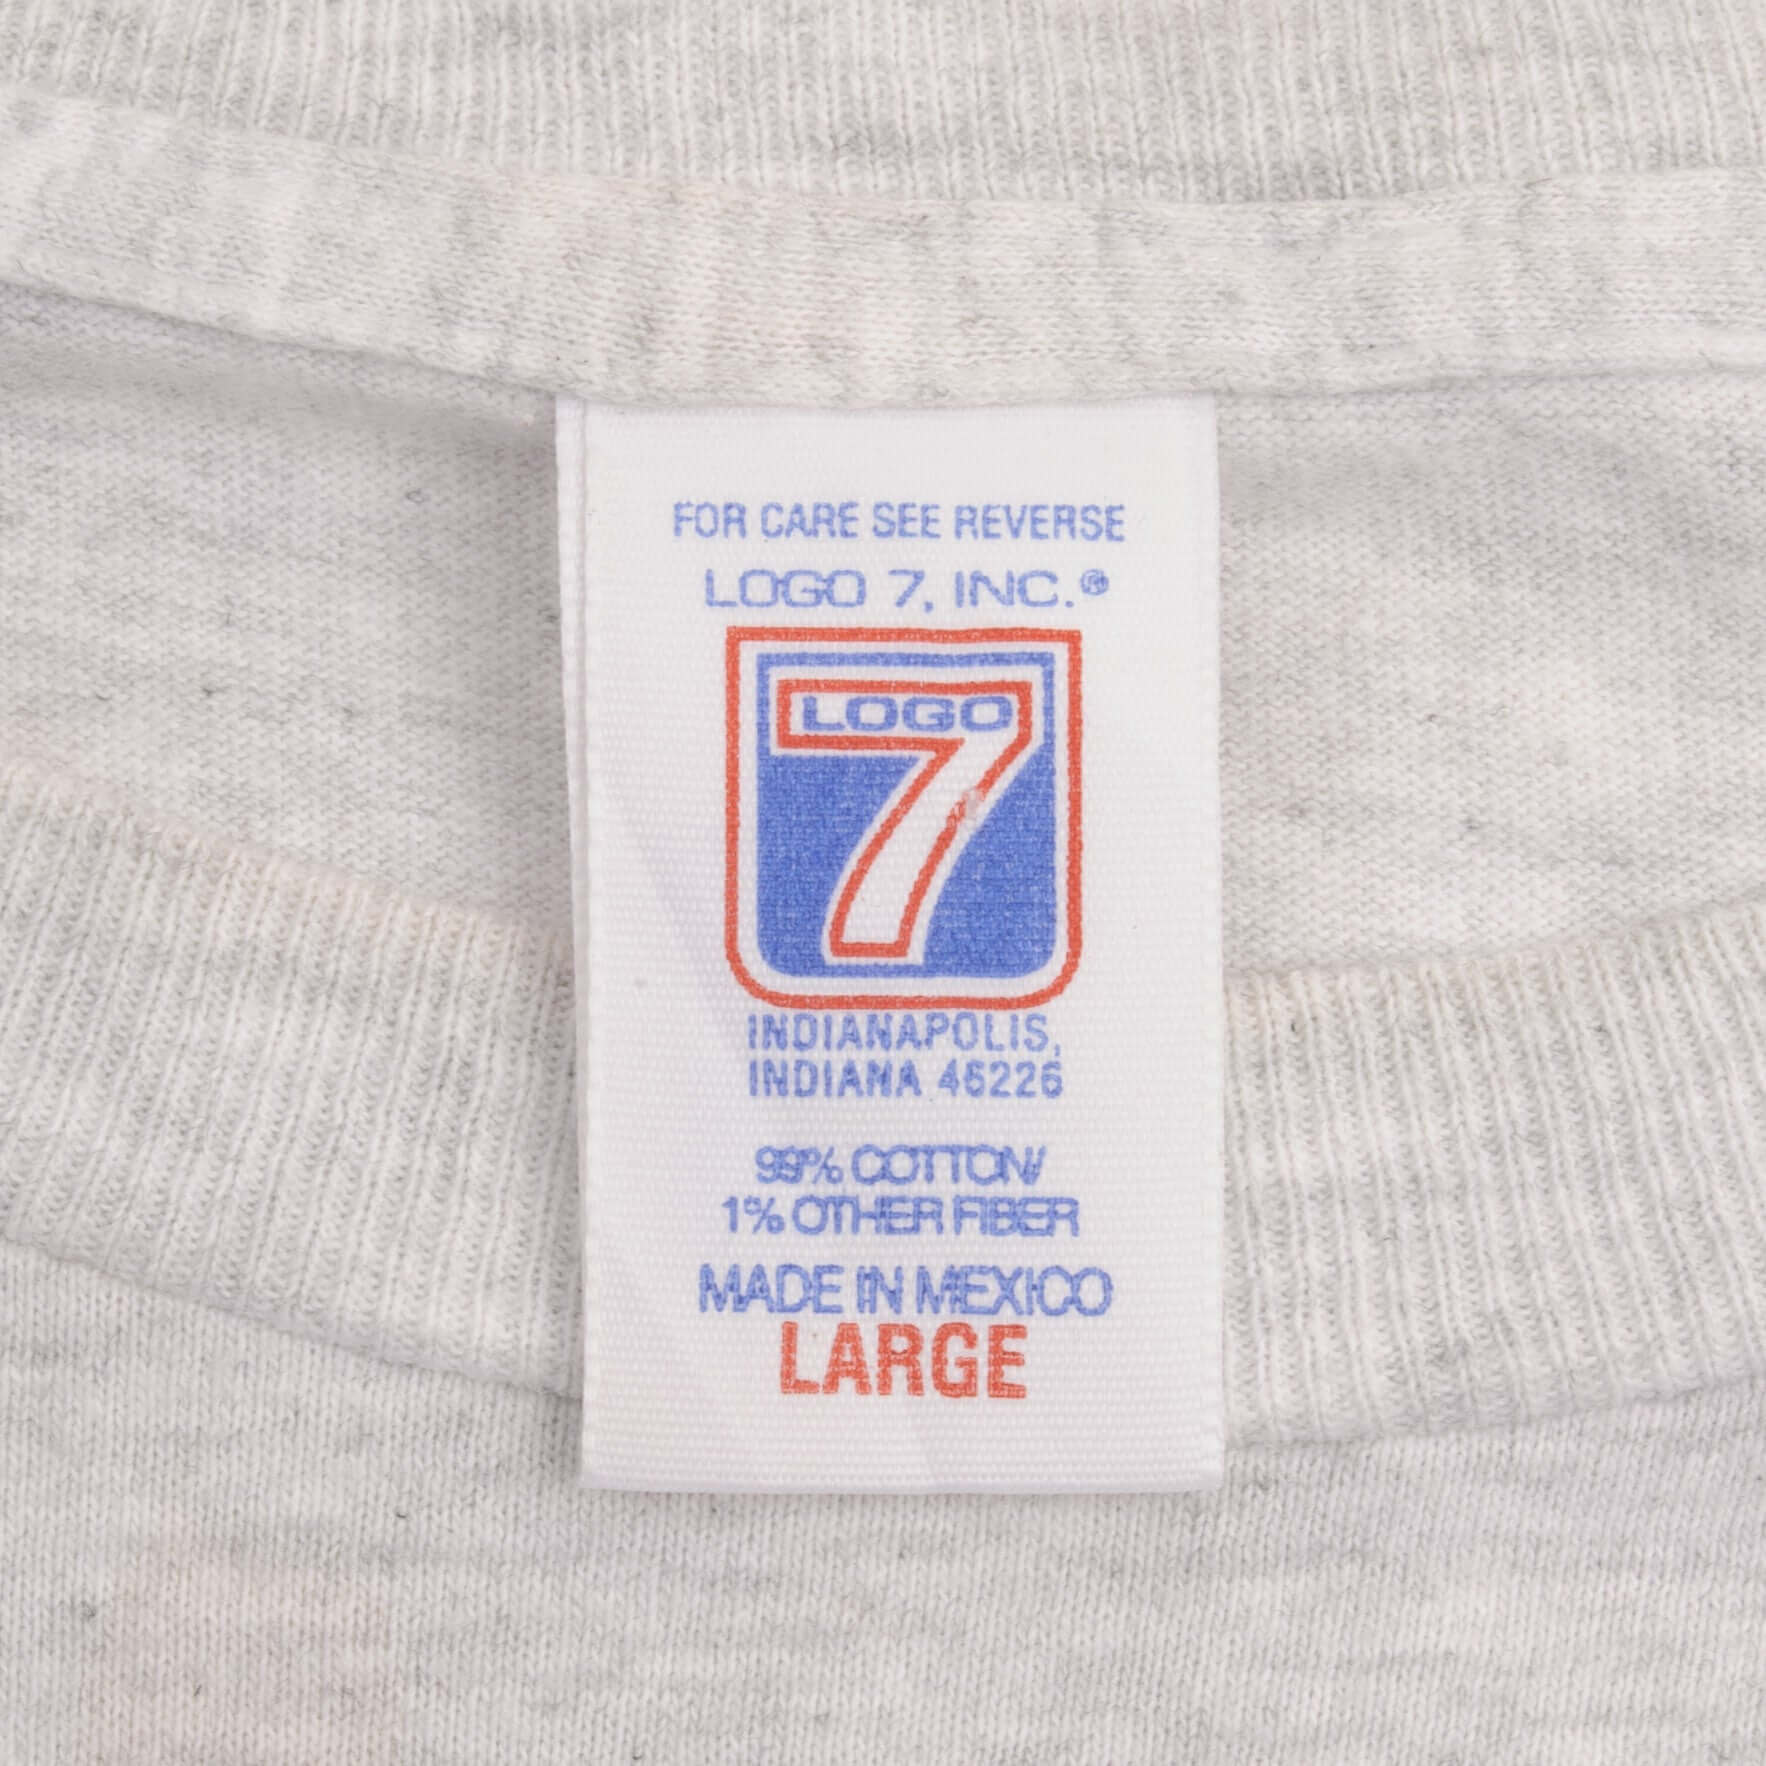 FOR CARE SEE REVERSE
LOGO 7, INC.®
LOGO
7
INDIANAPOLIS,
INDIANA 46226
99% COTTON/
1% OTHER FIBER
MADE IN MEXICO
LARGE